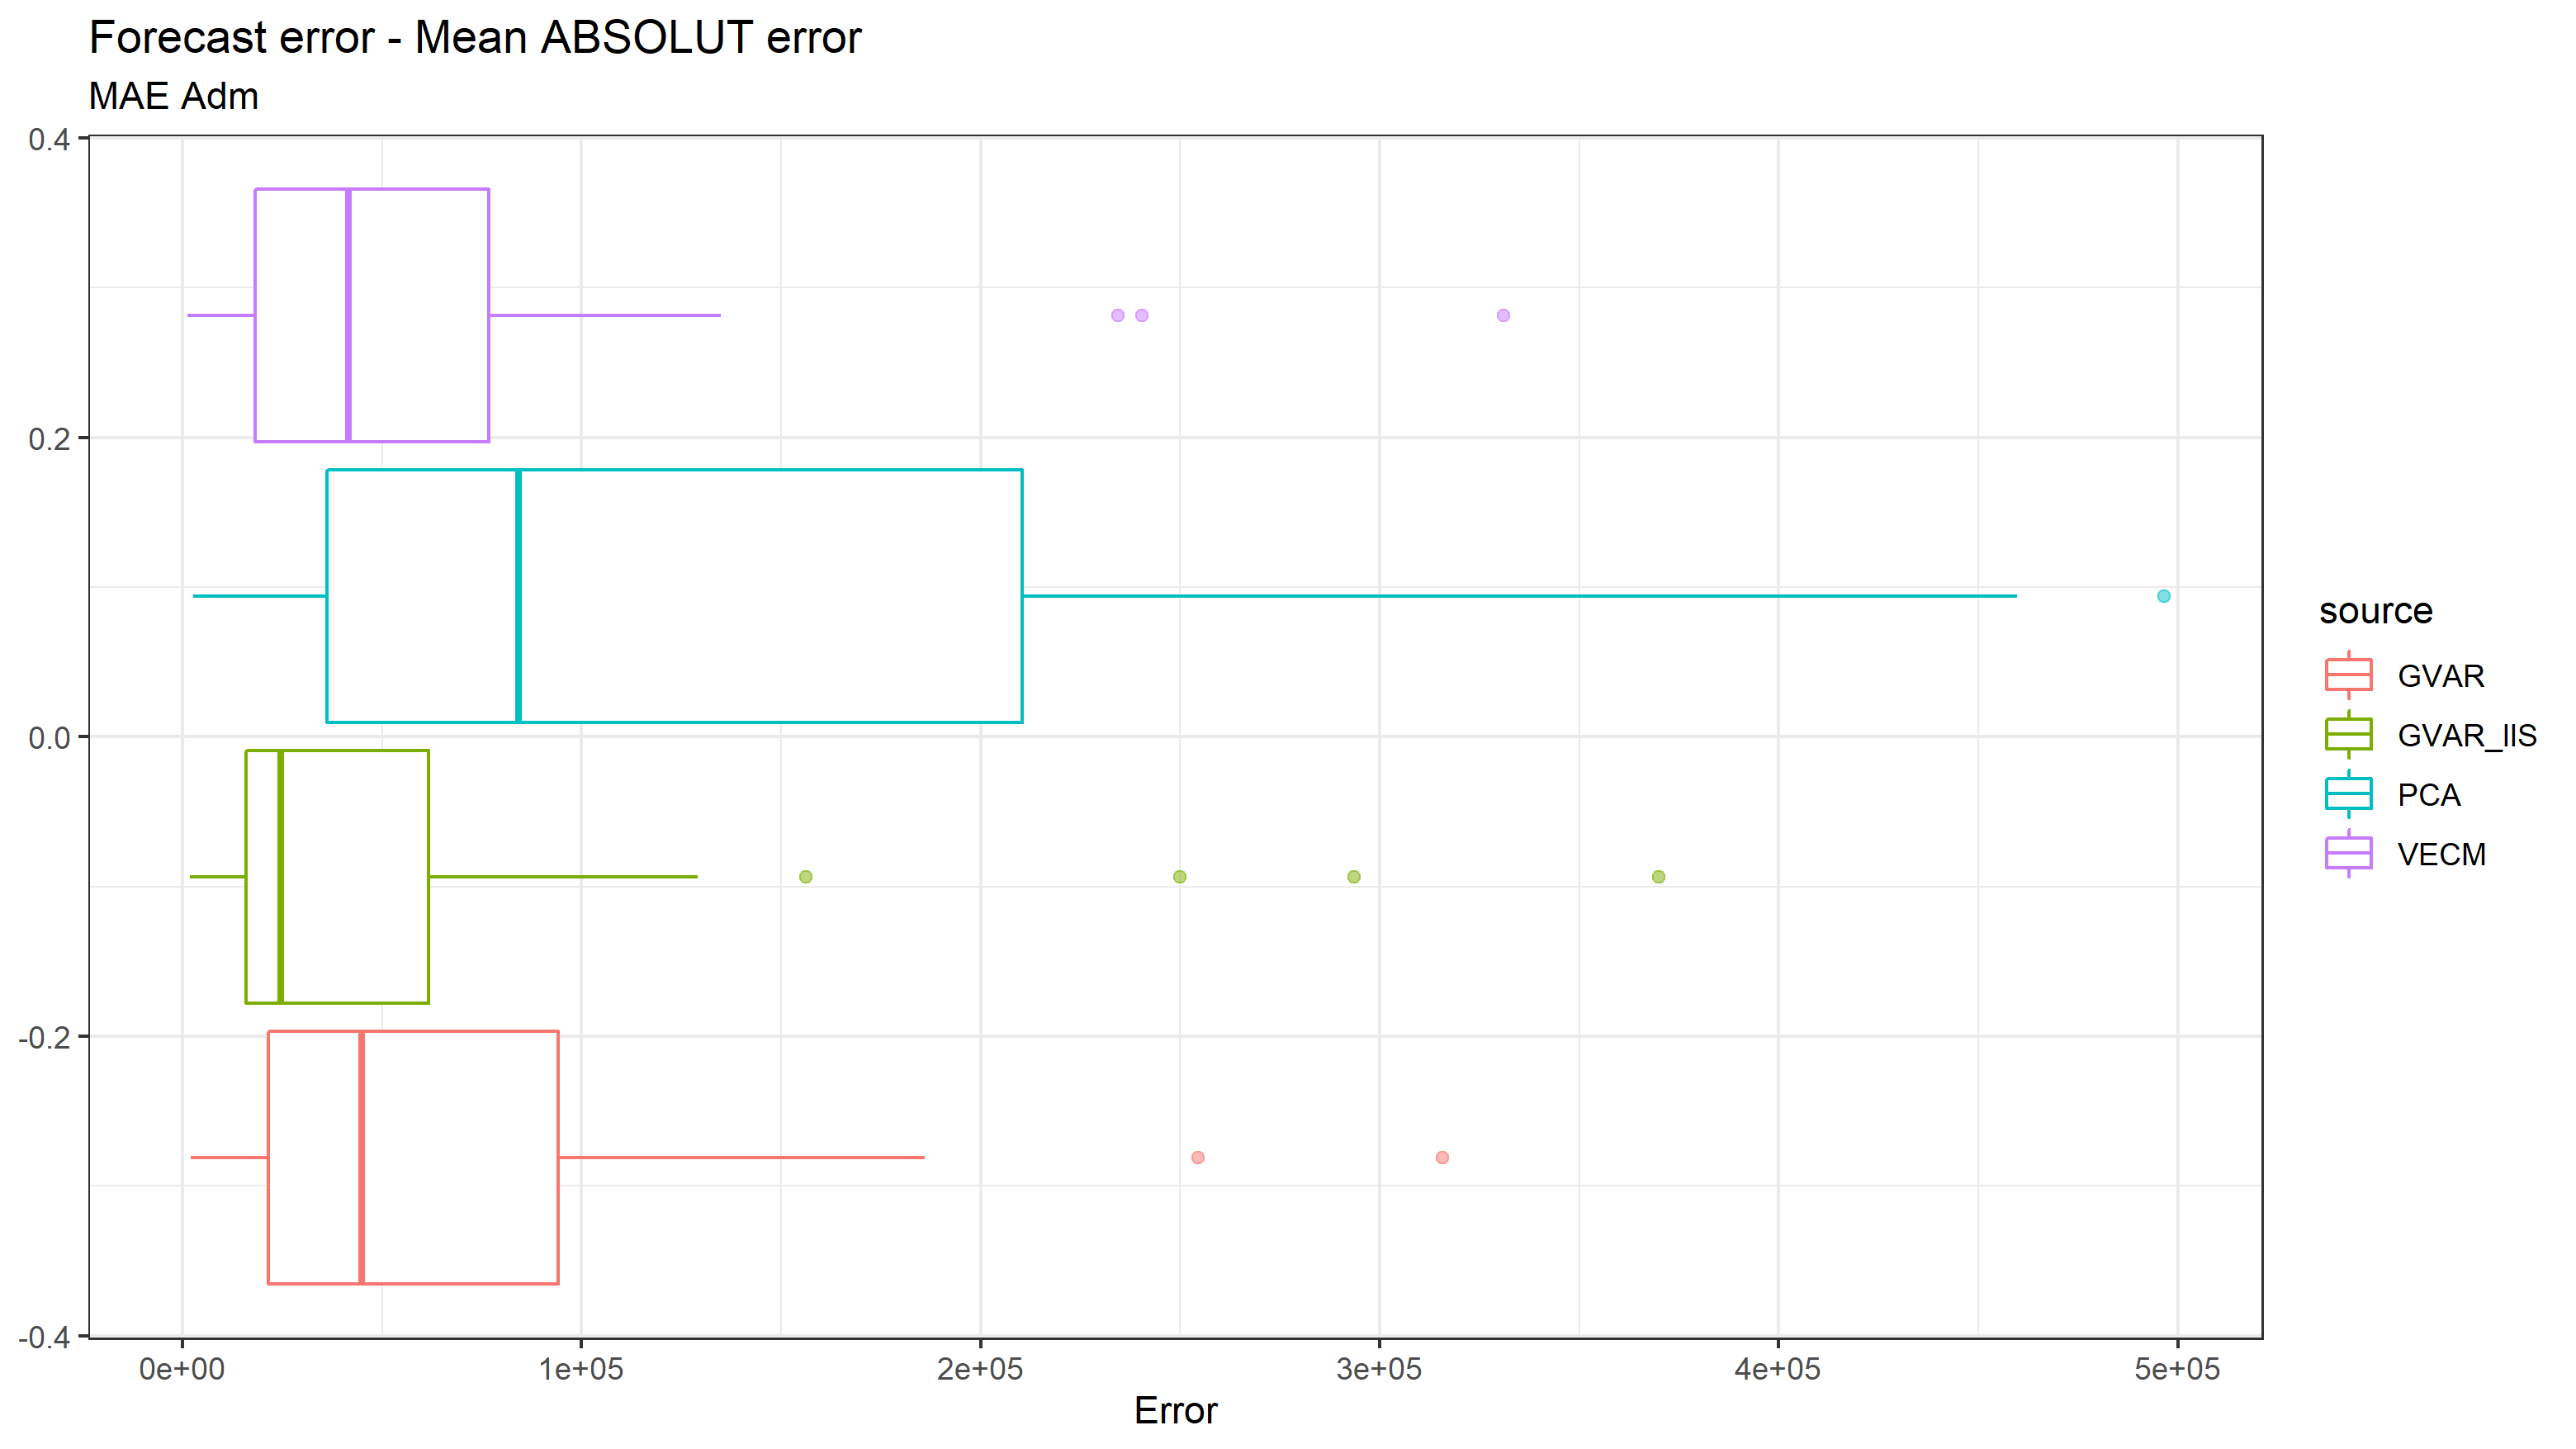 Forecast error - Mean ABSOLUT error
MAE Adm
0.4
0.2
0.0
-0.2
-0.4
0e+00 1e+05 2e+05 3e+05 4e+05 5e+05
Error
source
GVAR
GVAR_IIS
PCA
VECM